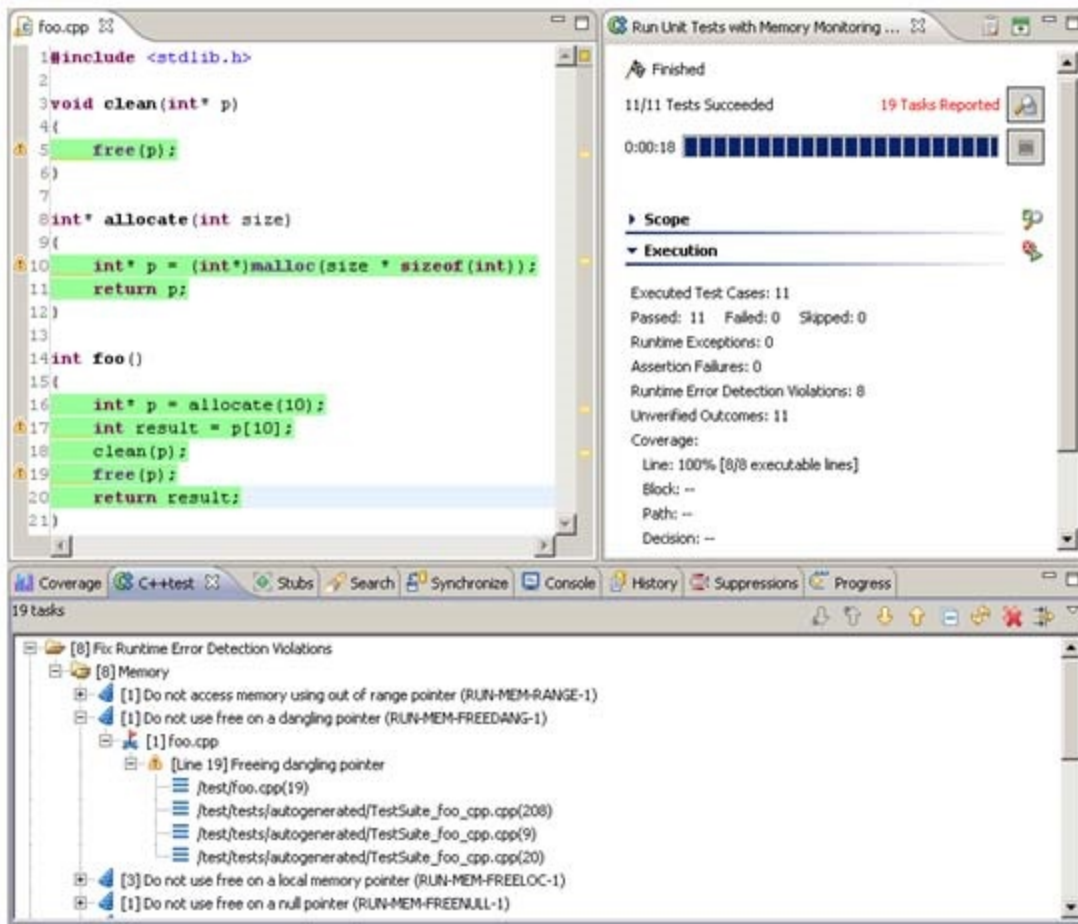 foo.cpp
1 #include <stdlib.h>
2
3 void clean(int* p)
4 {
5 free(p);
6 }
7
8 int* allocate(int size)
9 {
10 int* p = (int*)malloc(size * sizeof(int));
11 return p;
12 }
13
14 int foo()
15 {
16 int* p = allocate(10);
17 int result = p[10];
18 clean(p);
19 free(p);
20 return result;
21 }
Run Unit Tests with Memory Monitoring ...
Finished
11/11 Tests Succeeded 19 Tasks Reported
0:00:18
Scope
Execution
Executed Test Cases: 11
Passed: 11 Failed: 0 Skipped: 0
Runtime Exceptions: 0
Assertion Failures: 0
Runtime Error Detection Violations: 8
Unverified Outcomes: 11
Coverage:
Line: 100% [8/8 executable lines]
Block: --
Path: --
Decision: --
Coverage C++test Stubs Search Synchronize Console History Suppressions Progress
19 tasks
[8] Fix Runtime Error Detection Violations
[8] Memory
[1] Do not access memory using out of range pointer (RUN-MEM-RANGE-1)
[1] Do not use free on a dangling pointer (RUN-MEM-FREEDANG-1)
[1] foo.cpp
[Line 19] Freeing dangling pointer
/test/foo.cpp(19)
/test/tests/autogenerated/TestSuite_foo_cpp.cpp(208)
/test/tests/autogenerated/TestSuite_foo_cpp.cpp(9)
/test/tests/autogenerated/TestSuite_foo_cpp.cpp(20)
[3] Do not use free on a local memory pointer (RUN-MEM-FREELOC-1)
[1] Do not use free on a null pointer (RUN-MEM-FREENULL-1)